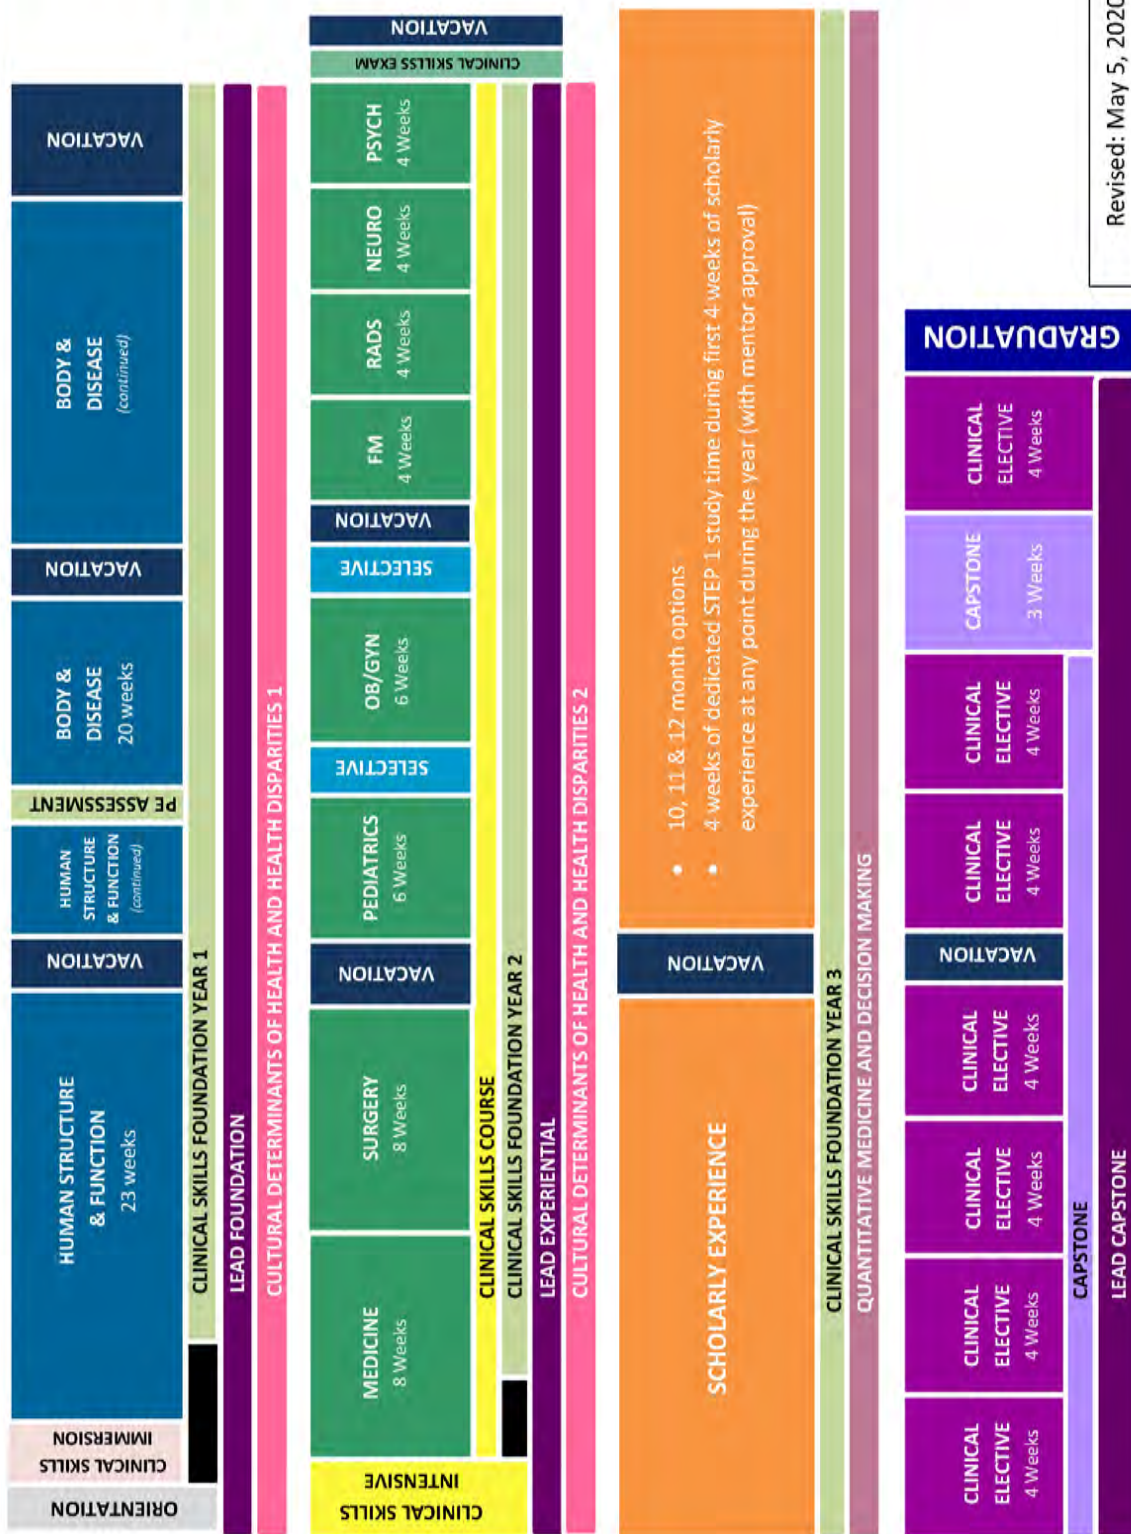 ORIENTATION
CLINICAL SKILLS
IMMERSION
HUMAN STRUCTURE
& FUNCTION
23 weeks
VACATION
HUMAN
STRUCTURE
& FUNCTION
(continued)
PE ASSESSMENT
BODY &
DISEASE
20 weeks
VACATION
BODY &
DISEASE
(continued)
VACATION
CLINICAL SKILLS FOUNDATION YEAR 1
LEAD FOUNDATION
CULTURAL DETERMINANTS OF HEALTH AND HEALTH DISPARITIES 1
CLINICAL SKILLS
INTENSIVE
MEDICINE
8 Weeks
SURGERY
8 Weeks
VACATION
PEDIATRICS
6 Weeks
SELECTIVE
OB/GYN
6 Weeks
SELECTIVE
VACATION
FM
4 Weeks
RADS
4 Weeks
NEURO
4 Weeks
PSYCH
4 Weeks
CLINICAL SKILLSS EXAM
VACATION
CLINICAL SKILLS COURSE
CLINICAL SKILLS FOUNDATION YEAR 2
LEAD EXPERIENTIAL
CULTURAL DETERMINANTS OF HEALTH AND HEALTH DISPARITIES 2
SCHOLARLY EXPERIENCE
VACATION
• 10, 11 & 12 month options
• 4 weeks of dedicated STEP 1 study time during first 4 weeks of scholarly
experience at any point during the year (with mentor approval)
CLINICAL SKILLS FOUNDATION YEAR 3
QUANTITATIVE MEDICINE AND DECISION MAKING
CLINICAL
ELECTIVE
4 Weeks
CLINICAL
ELECTIVE
4 Weeks
CLINICAL
ELECTIVE
4 Weeks
CLINICAL
ELECTIVE
4 Weeks
VACATION
CLINICAL
ELECTIVE
4 Weeks
CLINICAL
ELECTIVE
4 Weeks
CAPSTONE
3 Weeks
CLINICAL
ELECTIVE
4 Weeks
GRADUATION
CAPSTONE
LEAD CAPSTONE
Revised: May 5, 2020